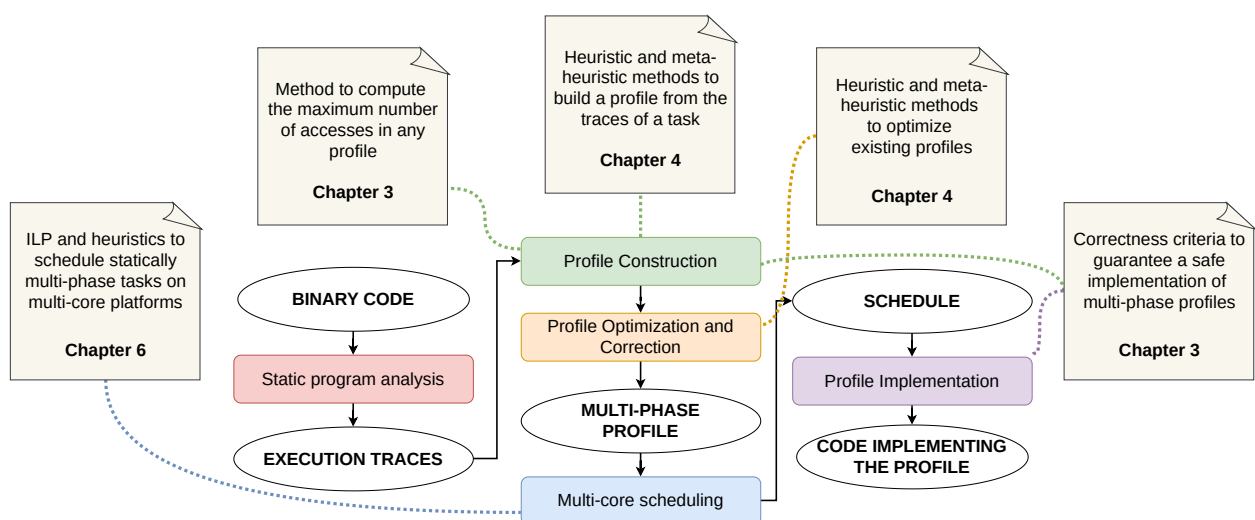 Method to compute
the maximum number
of accesses in any
profile
Chapter 3
Heuristic and meta-
heuristic methods to
build a profile from the
traces of a task
Chapter 4
Heuristic and meta-
heuristic methods
to optimize
existing profiles
Chapter 4
ILP and heuristics to
schedule statically
multi-phase tasks on
multi-core platforms
Chapter 6
Correctness criteria to
guarantee a safe
implementation of
multi-phase profiles
Chapter 3
BINARY CODE
Static program analysis
EXECUTION TRACES
Profile Construction
Profile Optimization and
Correction
MULTI-PHASE
PROFILE
Multi-core scheduling
SCHEDULE
Profile Implementation
CODE IMPLEMENTING
THE PROFILE